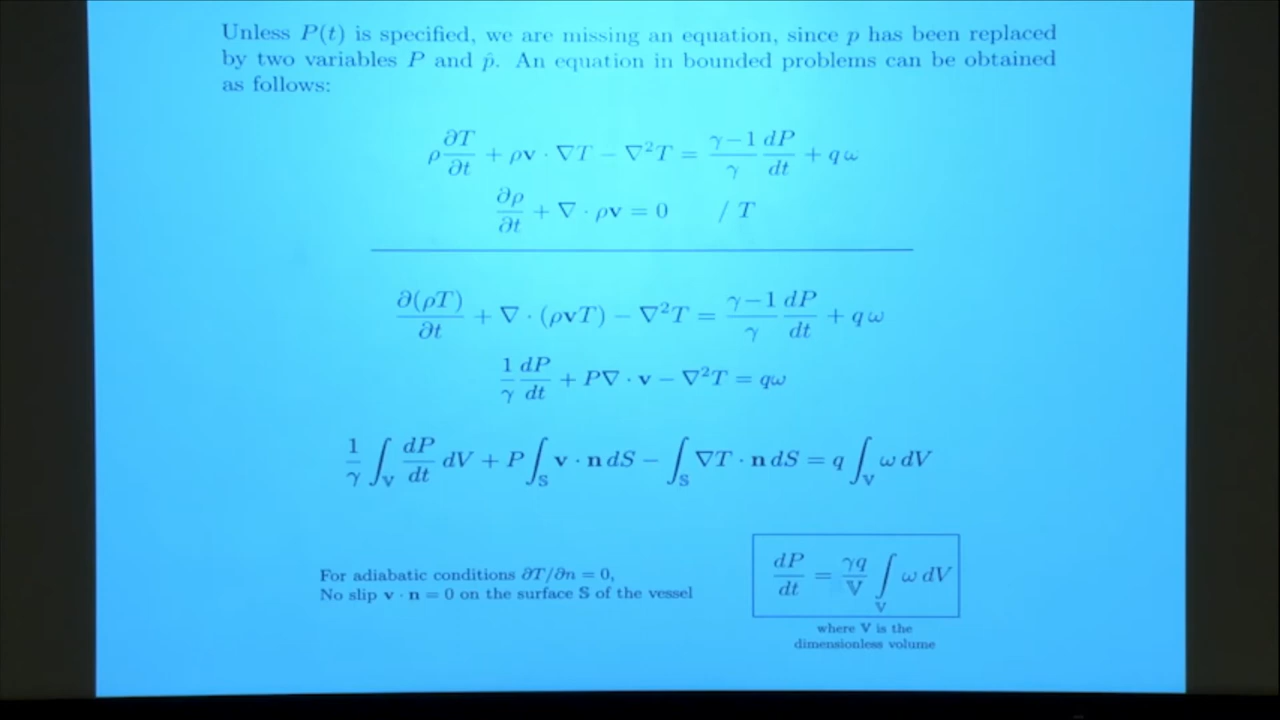 Unless P(t) is specified, we are missing an equation, since p has been replaced
by two variables P and p̂. An equation in bounded problems can be obtained
as follows:
ρ ∂T/∂t + ρv · ∇T − ∇²T = (γ−1)/γ dP/dt + qω
∂ρ/∂t + ∇ · ρv = 0 / T
∂(ρT)/∂t + ∇ · (ρvT) − ∇²T = (γ−1)/γ dP/dt + qω
1/γ dP/dt + P∇ · v − ∇²T = qω
1/γ ∫_V dP/dt dV + P ∫_S v · n dS − ∫_S ∇T · n dS = q ∫_V ω dV
For adiabatic conditions ∂T/∂n = 0,
No slip v · n = 0 on the surface S of the vessel
dP/dt = γq/V ∫_V ω dV
where V is the
dimensionless volume